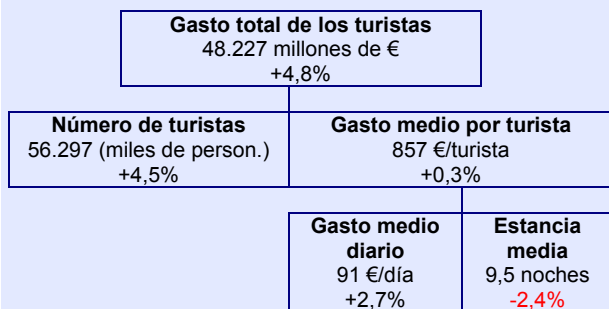 Gasto total de los turistas
48.227 millones de €
+4,8%
Número de turistas
56.297 (miles de person.)
+4,5%
Gasto medio por turista
857 €/turista
+0,3%
Gasto medio
diario
91 €/día
+2,7%
Estancia
media
9,5 noches
-2,4%